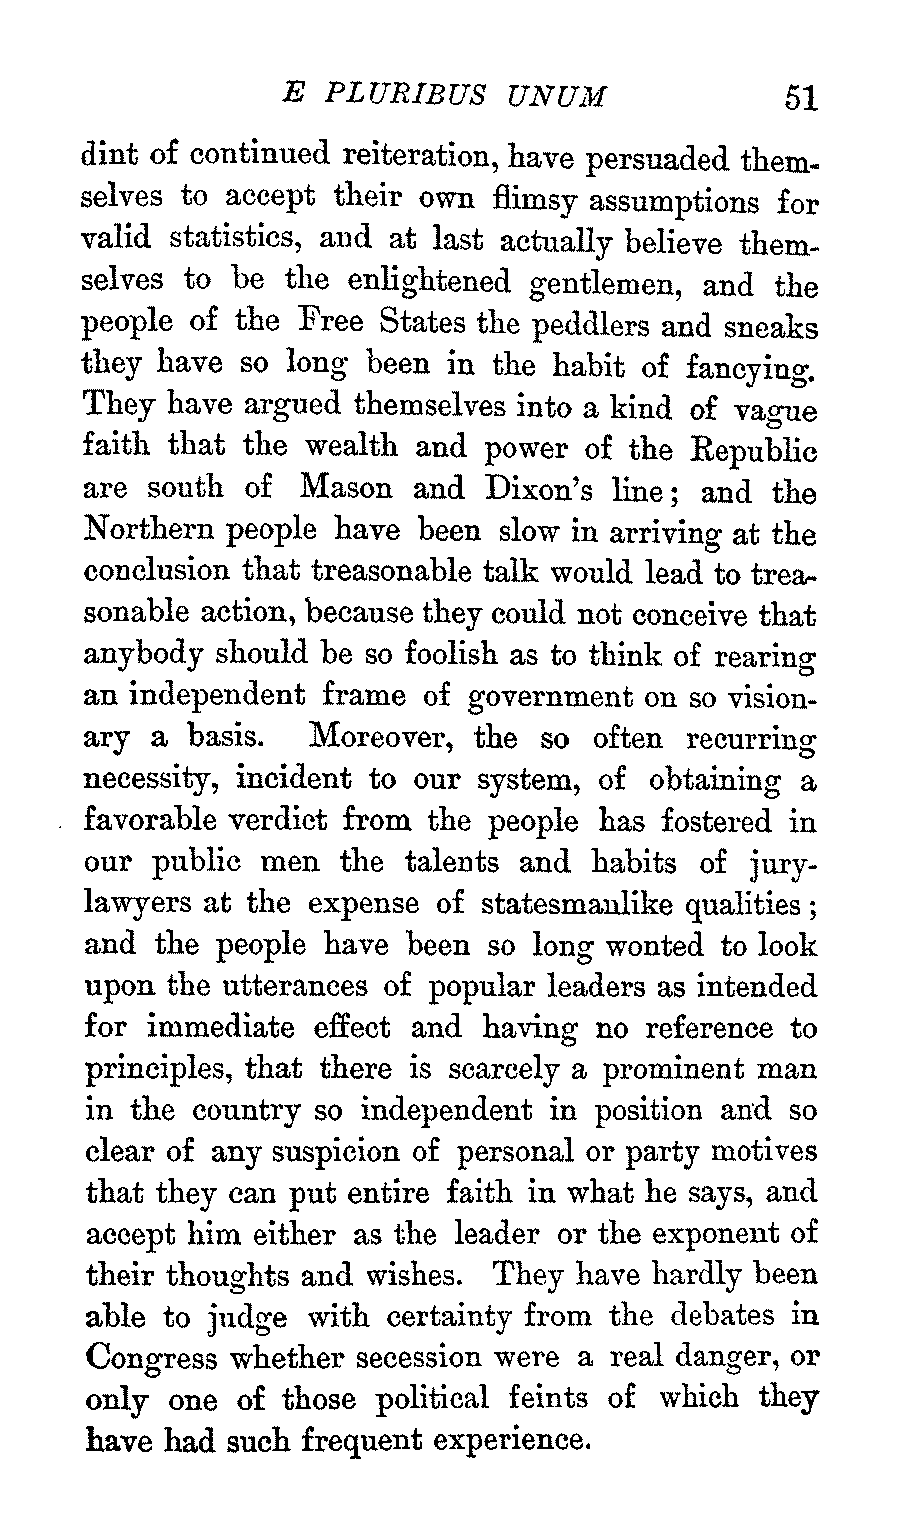 E PLURIBUS UNUM 51
dint of continued reiteration, have persuaded them-
selves to accept their own flimsy assumptions for
valid statistics, and at last actually believe them-
selves to be the enlightened gentlemen, and the
people of the Free States the peddlers and sneaks
they have so long been in the habit of fancying.
They have argued themselves into a kind of vague
faith that the wealth and power of the Republic
are south of Mason and Dixon's line; and the
Northern people have been slow in arriving at the
conclusion that treasonable talk would lead to trea-
sonable action, because they could not conceive that
anybody should be so foolish as to think of rearing
an independent frame of government on so vision-
ary a basis. Moreover, the so often recurring
necessity, incident to our system, of obtaining a
favorable verdict from the people has fostered in
our public men the talents and habits of jury-
lawyers at the expense of statesmanlike qualities;
and the people have been so long wonted to look
upon the utterances of popular leaders as intended
for immediate effect and having no reference to
principles, that there is scarcely a prominent man
in the country so independent in position and so
clear of any suspicion of personal or party motives
that they can put entire faith in what he says, and
accept him either as the leader or the exponent of
their thoughts and wishes. They have hardly been
able to judge with certainty from the debates in
Congress whether secession were a real danger, or
only one of those political feints of which they
have had such frequent experience.